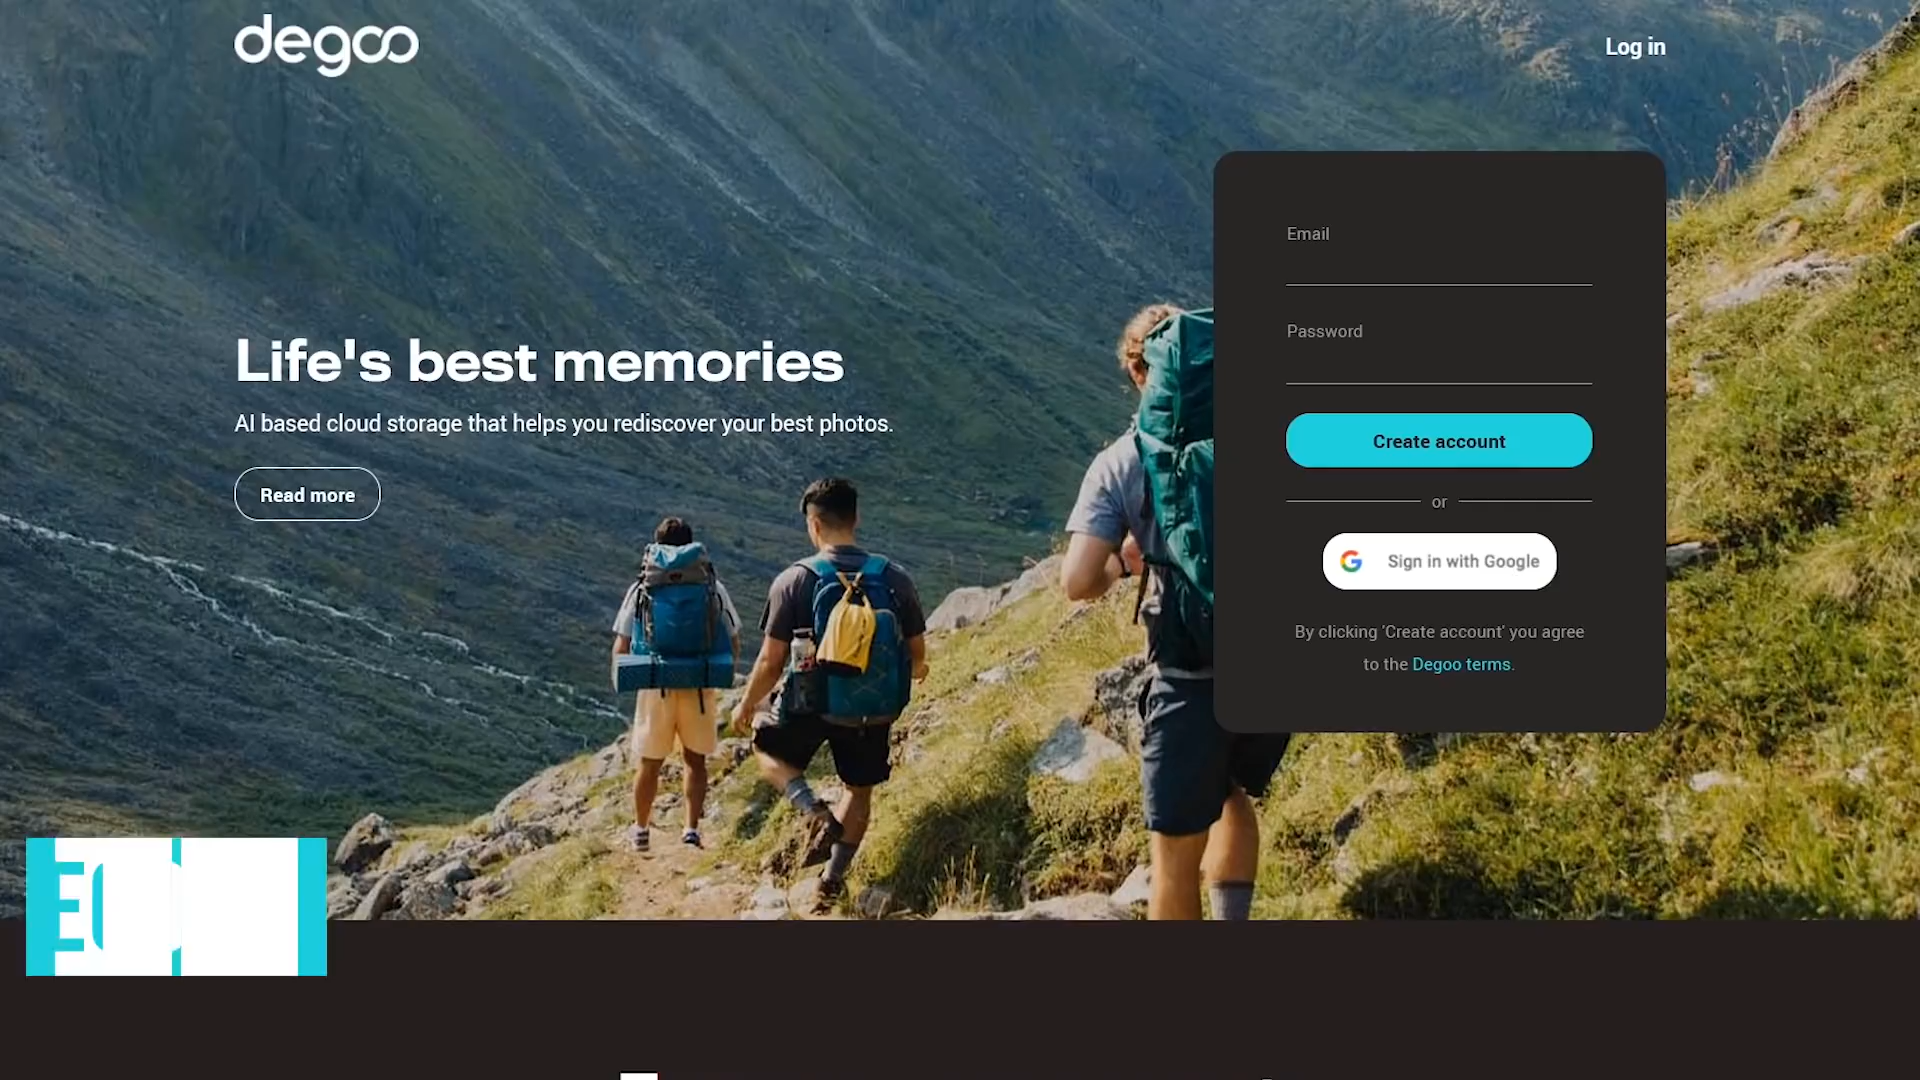 degoo
Log in
Life's best memories
AI based cloud storage that helps you rediscover your best photos.
Read more
Email
Password
Create account
or
Sign in with Google
By clicking 'Create account' you agree
to the Degoo terms.